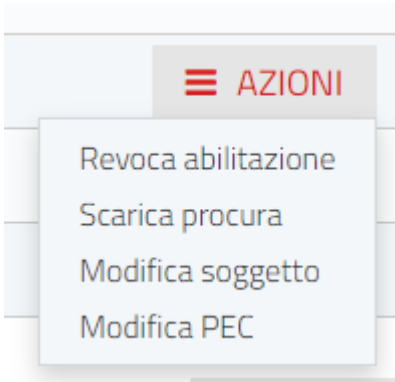 AZIONI
Revoca abilitazione
Scarica procura
Modifica soggetto
Modifica PEC